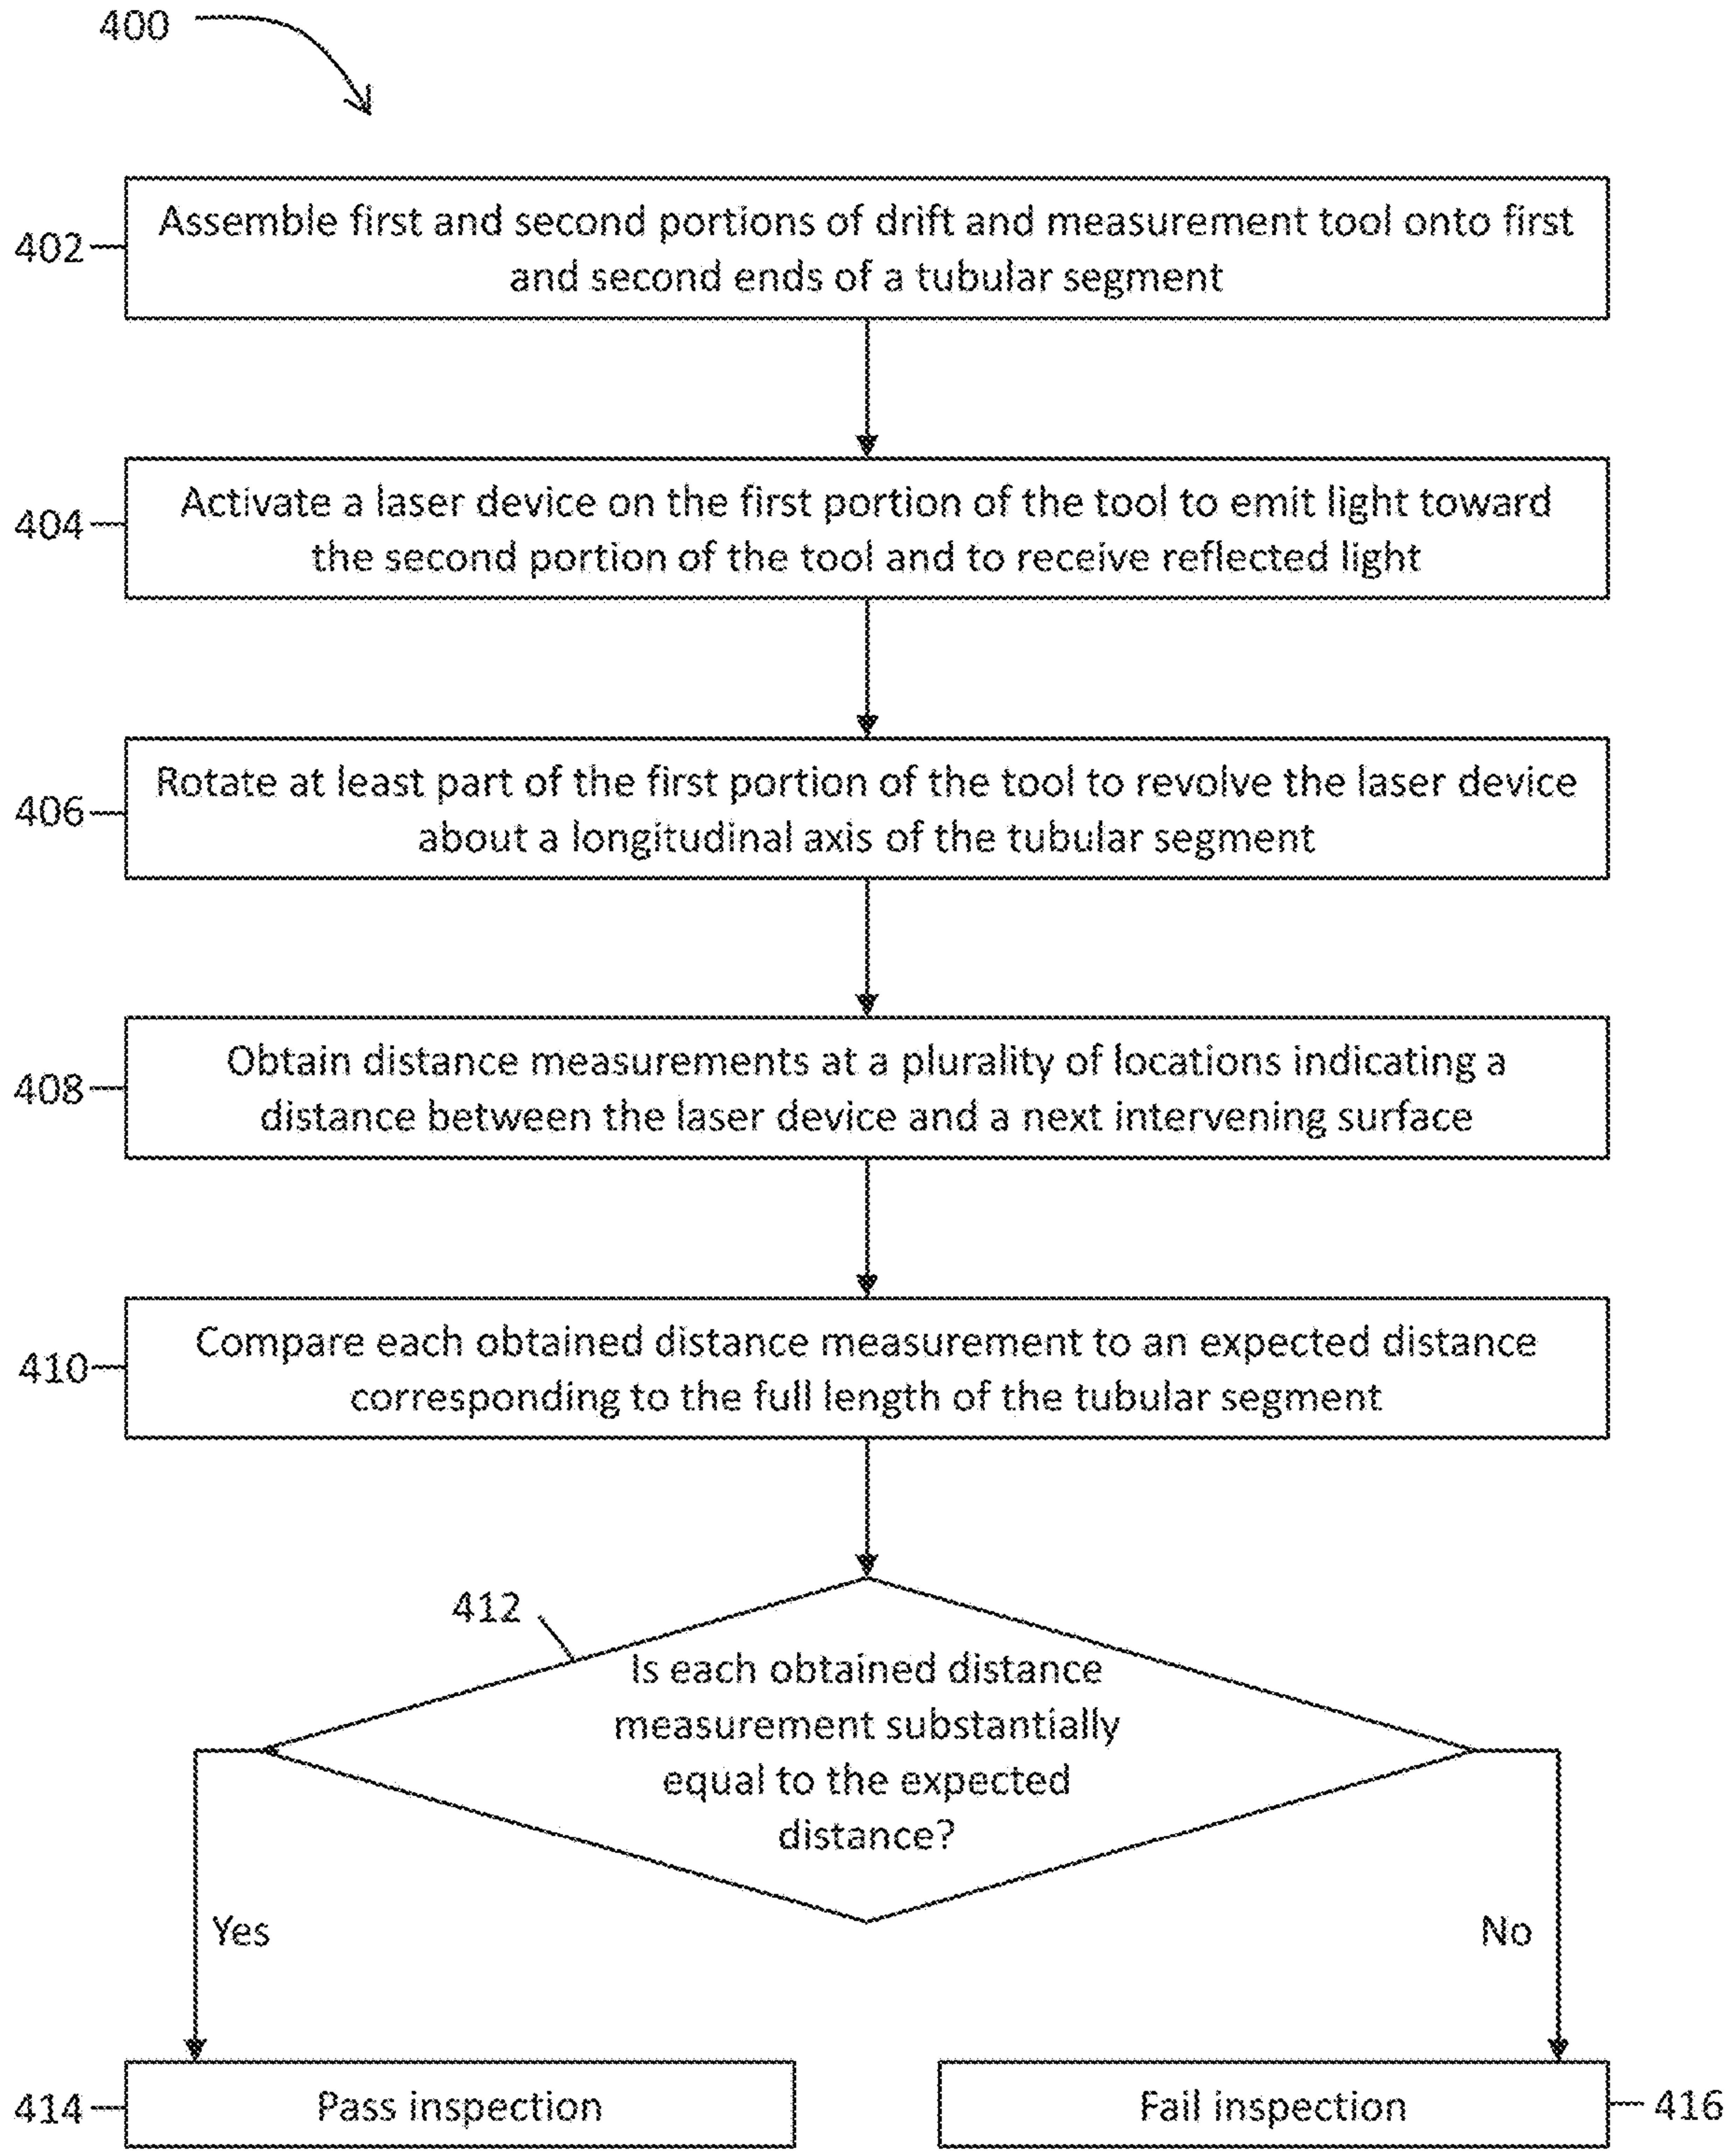 400
402
Assemble first and second portions of drift and measurement tool onto first
and second ends of a tubular segment
404
Activate a laser device on the first portion of the tool to emit light toward
the second portion of the tool and to receive reflected light
406
Rotate at least part of the first portion of the tool to revolve the laser device
about a longitudinal axis of the tubular segment
408
Obtain distance measurements at a plurality of locations indicating a
distance between the laser device and a next intervening surface
410
Compare each obtained distance measurement to an expected distance
corresponding to the full length of the tubular segment
412
Is each obtained distance
measurement substantially
equal to the expected
distance?
Yes
No
414
Pass inspection
Fail inspection
416